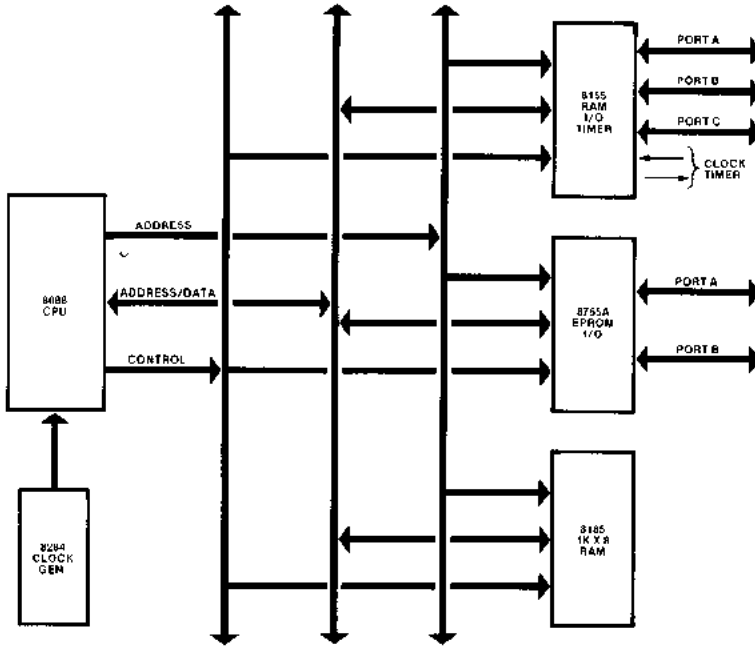 8155
RAM
I/O
TIMER
PORT A
PORT B
PORT C
CLOCK
TIMER
8088
CPU
ADDRESS
ADDRESS/DATA
CONTROL
8755A
EPROM
I/O
PORT A
PORT B
8284
CLOCK
GEN
8185
1K X 8
RAM